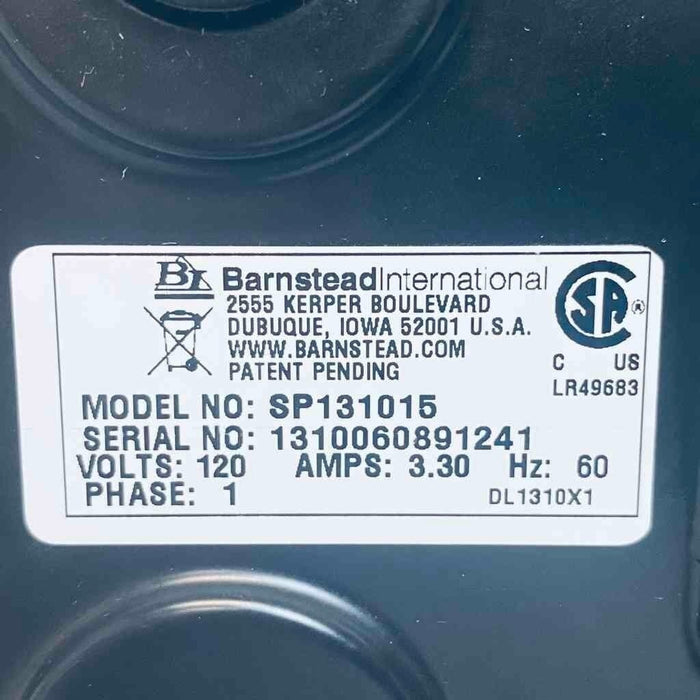 BI BarnsteadInternational
2555 KERPER BOULEVARD
DUBUQUE, IOWA 52001 U.S.A.
WWW.BARNSTEAD.COM
PATENT PENDING
SA ®
C US
LR49683
MODEL NO: SP131015
SERIAL NO: 1310060891241
VOLTS: 120 AMPS: 3.30 Hz: 60
PHASE: 1 DL1310X1